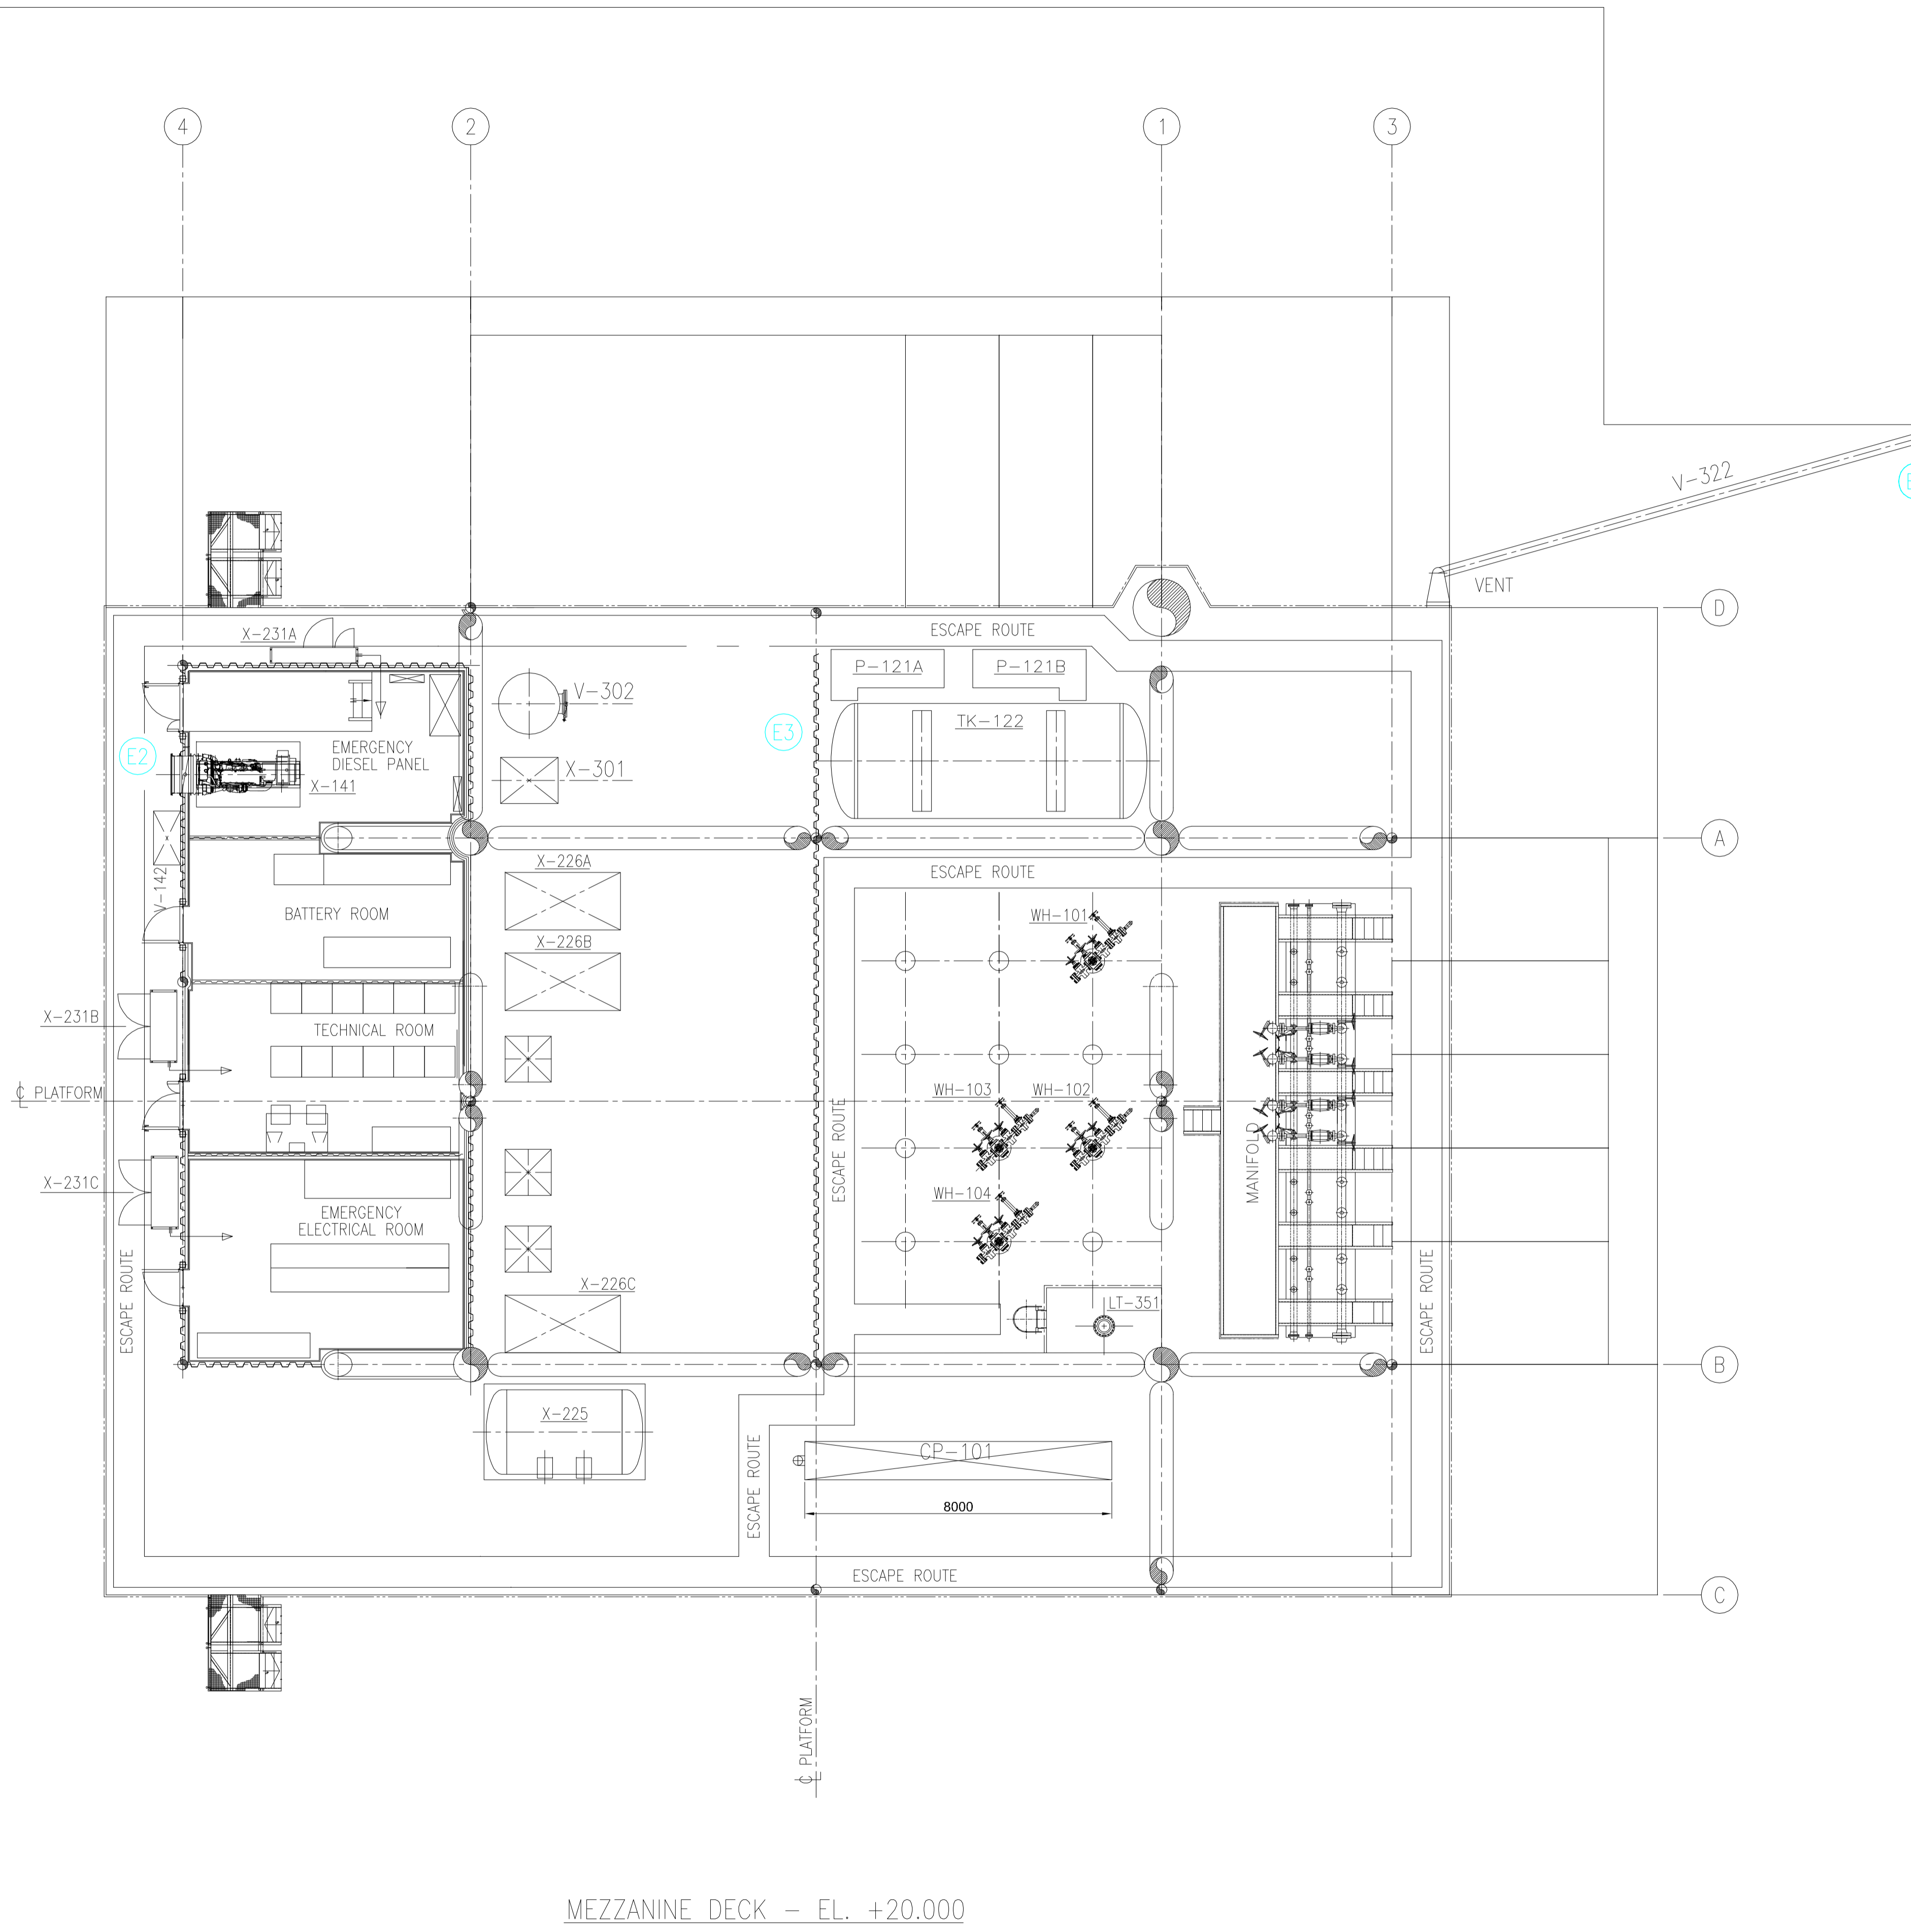 4
2
1
3
V-322
E
VENT
D
ESCAPE ROUTE
X-231A
P-121A
P-121B
V-302
TK-122
E3
E2
EMERGENCY
DIESEL PANEL
X-301
X-141
A
X-226A
ESCAPE ROUTE
V-142
BATTERY ROOM
WH-101
X-226B
X-231B
TECHNICAL ROOM
℄ PLATFORM
WH-103
WH-102
ESCAPE ROUTE
MANIFOLD
X-231C
WH-104
EMERGENCY
ELECTRICAL ROOM
ESCAPE ROUTE
X-226C
LT-351
ESCAPE ROUTE
B
X-225
CP-101
ESCAPE ROUTE
8000
ESCAPE ROUTE
C
℄ PLATFORM
MEZZANINE DECK - EL. +20.000